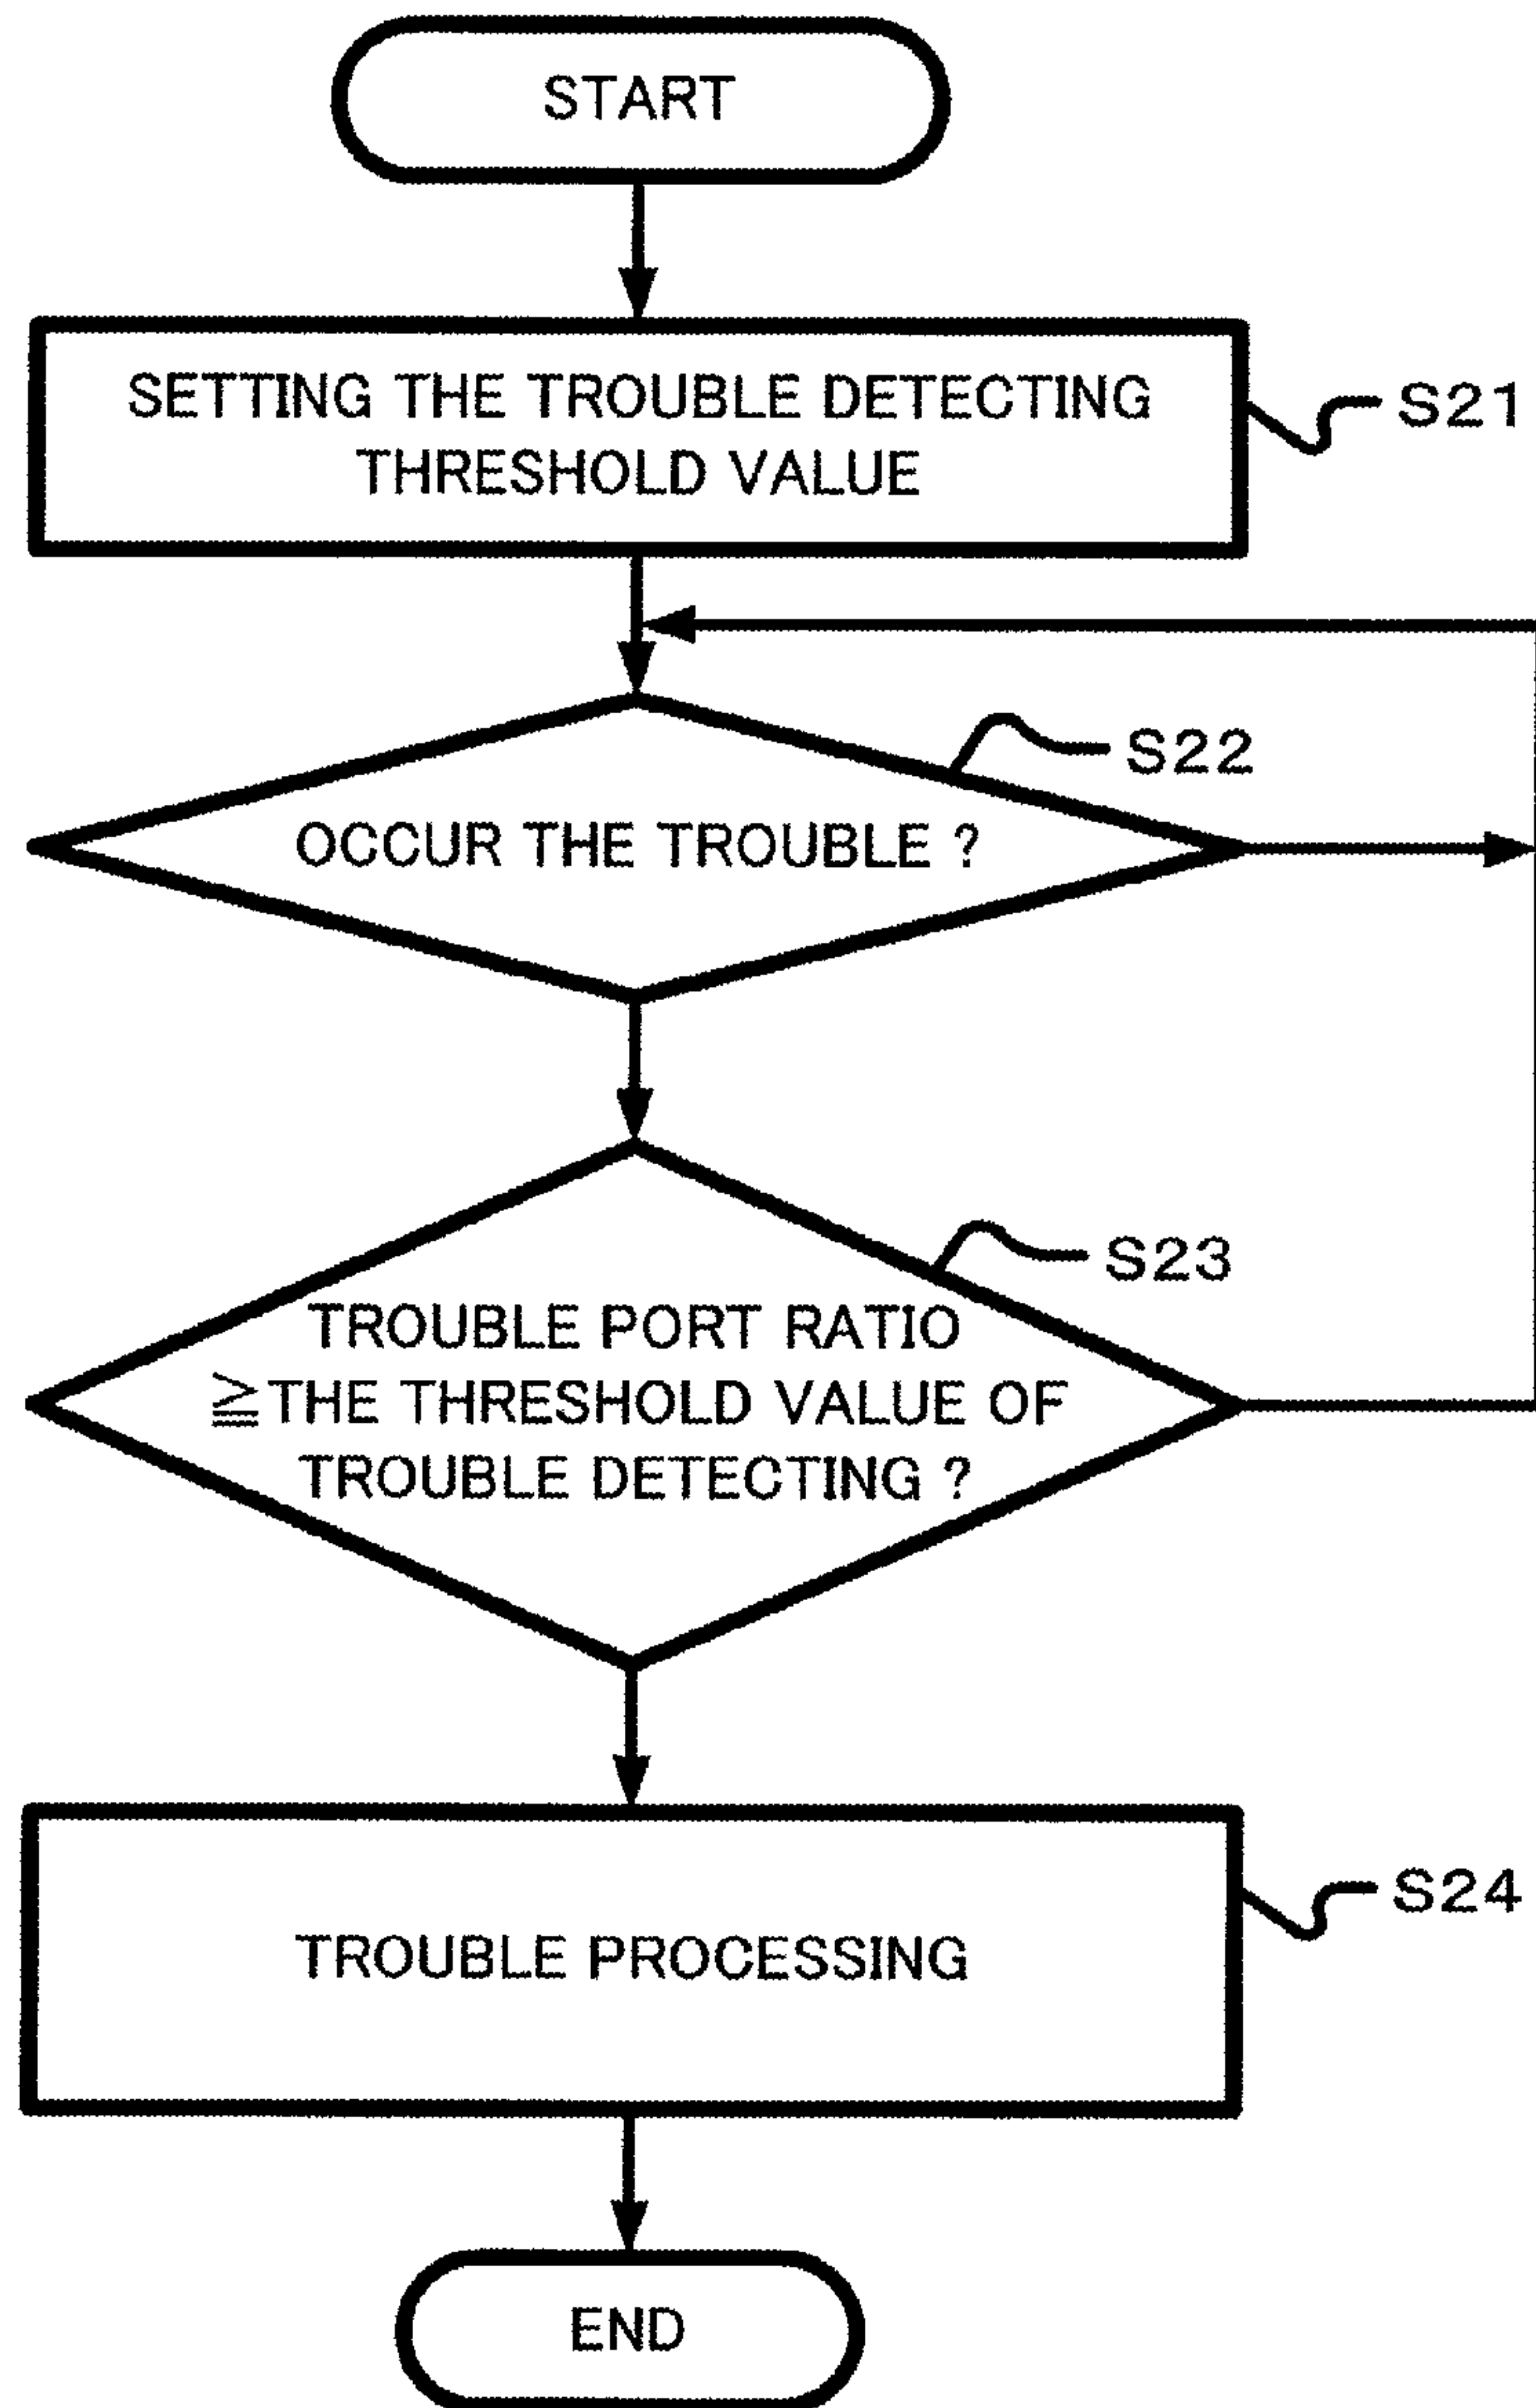 START
SETTING THE TROUBLE DETECTING
THRESHOLD VALUE
S21
S22
OCCUR THE TROUBLE ?
S23
TROUBLE PORT RATIO
≧THE THRESHOLD VALUE OF
TROUBLE DETECTING ?
S24
TROUBLE PROCESSING
END